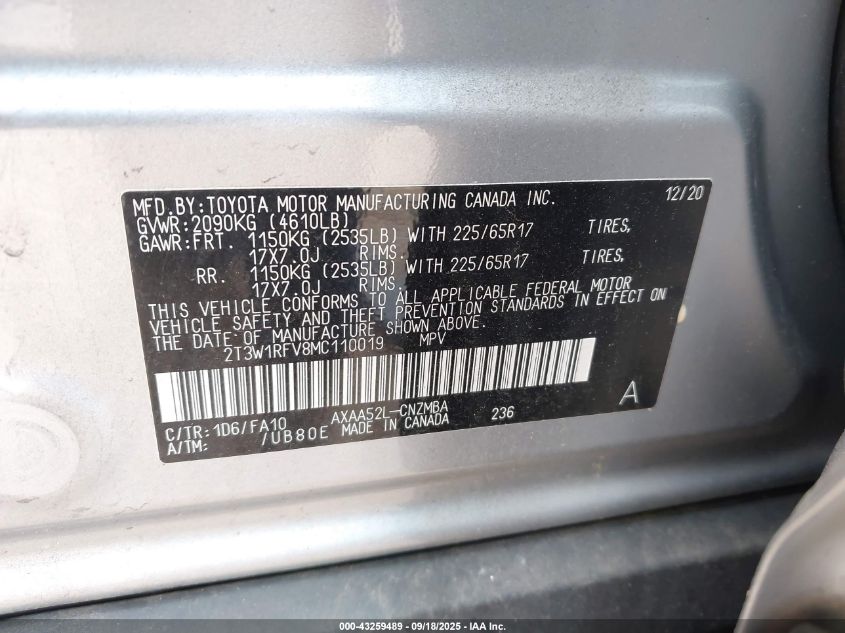 MFD.BY:TOYOTA MOTOR MANUFACTURING CANADA INC. 12/20
GVWR:2090KG (4610LB)
GAWR:FRT. 1150KG (2535LB) WITH 225/65R17 TIRES,
17X7.0J RIMS.
RR. 1150KG (2535LB) WITH 225/65R17 TIRES,
17X7.0J RIMS.
THIS VEHICLE CONFORMS TO ALL APPLICABLE FEDERAL MOTOR
VEHICLE SAFETY AND THEFT PREVENTION STANDARDS IN EFFECT ON
THE DATE OF MANUFACTURE SHOWN ABOVE.
2T3W1RFV8MC110019 MPV
C/TR:1D6/FA10 AXAA52L-CNZMBA 236 A
A/TM: /UB80E MADE IN CANADA
000-43259489 - 09/18/2025 - IAA Inc.